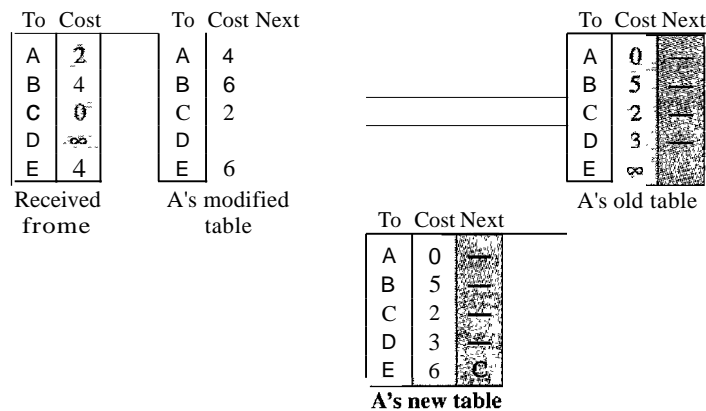 To Cost
A 2
B 4
C 0
D ∞
E 4
Received
frome
To Cost Next
A 4
B 6
C 2
D
E 6
A's modified
table
To Cost Next
A 0 —
B 5 —
C 2 —
D 3 —
E ∞
A's old table
To Cost Next
A 0 —
B 5 —
C 2 —
D 3 —
E 6 C
A's new table